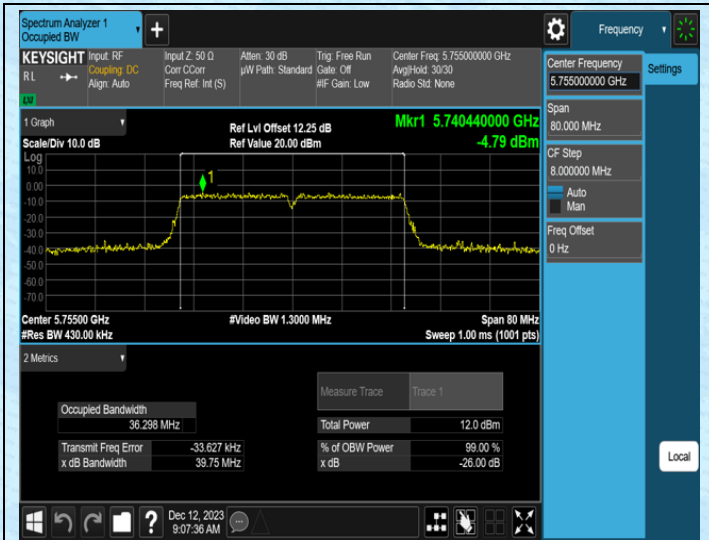 Spectrum Analyzer 1
Occupied BW
+
Frequency
KEYSIGHT
RL
LXI
Input: RF
Coupling: DC
Align: Auto
Input Z: 50 Ω
Corr CCorr
Freq Ref: Int (S)
Atten: 30 dB
µW Path: Standard
Trig: Free Run
Gate: Off
#IF Gain: Low
Center Freq: 5.755000000 GHz
Avg|Hold: 30/30
Radio Std: None
Center Frequency
5.755000000 GHz
Settings
Span
80.000 MHz
CF Step
8.000000 MHz
Auto
Man
Freq Offset
0 Hz
Local
1 Graph
Scale/Div 10.0 dB
Ref Lvl Offset 12.25 dB
Ref Value 20.00 dBm
Mkr1 5.740440000 GHz
-4.79 dBm
Log
10.0
0.00
-10.0
-20.0
-30.0
-40.0
-50.0
-60.0
-70.0
1
Center 5.75500 GHz
#Res BW 430.00 kHz
#Video BW 1.3000 MHz
Span 80 MHz
Sweep 1.00 ms (1001 pts)
2 Metrics
Measure Trace Trace 1
Occupied Bandwidth
36.298 MHz
Total Power 12.0 dBm
Transmit Freq Error -33.627 kHz
% of OBW Power 99.00 %
x dB Bandwidth 39.75 MHz
x dB -26.00 dB
?
Dec 12, 2023
9:07:36 AM